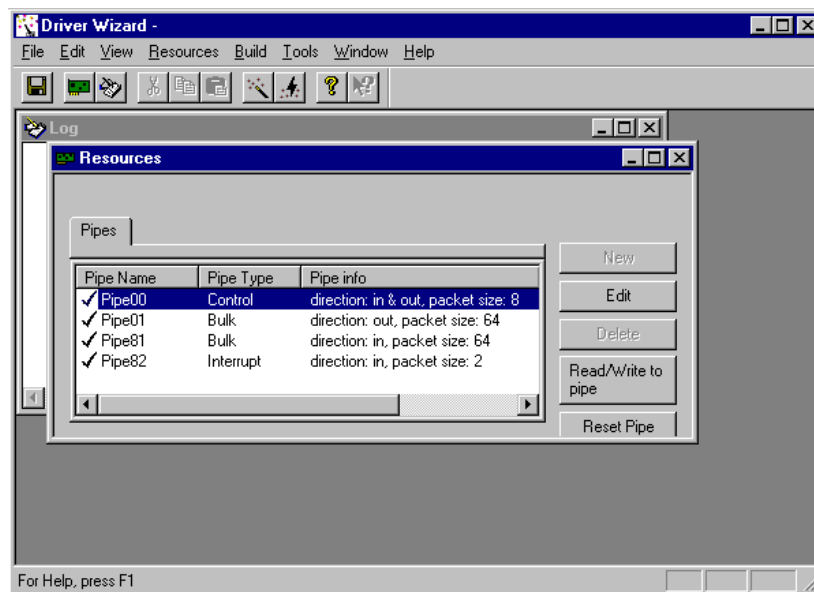 Driver Wizard -
File Edit View Resources Build Tools Window Help
Log
Resources
Pipes
Pipe Name Pipe Type Pipe info
Pipe00 Control direction: in & out, packet size: 8
Pipe01 Bulk direction: out, packet size: 64
Pipe81 Bulk direction: in, packet size: 64
Pipe82 Interrupt direction: in, packet size: 2
New
Edit
Delete
Read/Write to
pipe
Reset Pipe
For Help, press F1